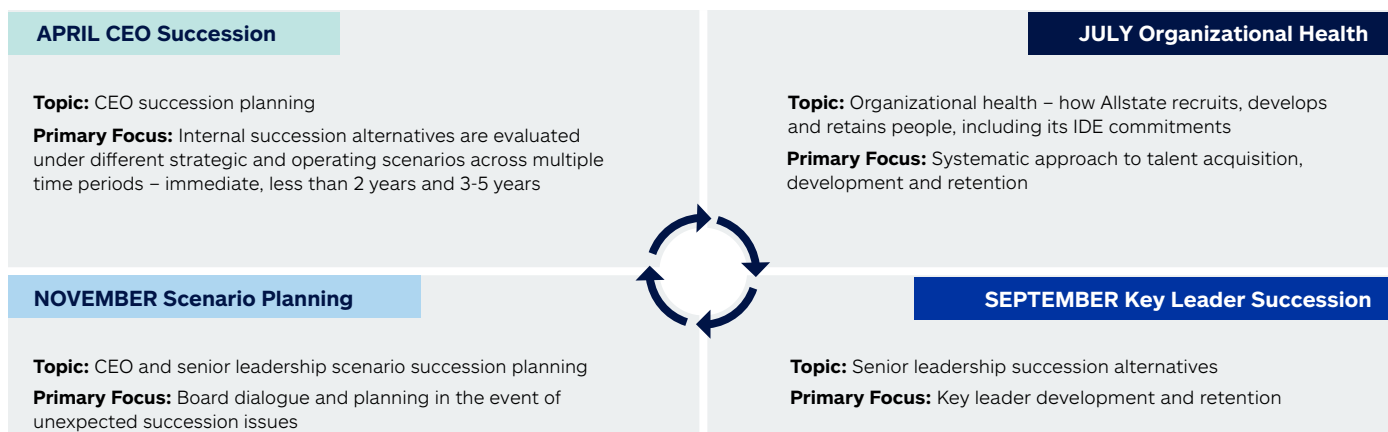 APRIL CEO Succession
Topic: CEO succession planning
Primary Focus: Internal succession alternatives are evaluated
under different strategic and operating scenarios across multiple
time periods – immediate, less than 2 years and 3-5 years
JULY Organizational Health
Topic: Organizational health – how Allstate recruits, develops
and retains people, including its IDE commitments
Primary Focus: Systematic approach to talent acquisition,
development and retention
NOVEMBER Scenario Planning
Topic: CEO and senior leadership scenario succession planning
Primary Focus: Board dialogue and planning in the event of
unexpected succession issues
SEPTEMBER Key Leader Succession
Topic: Senior leadership succession alternatives
Primary Focus: Key leader development and retention